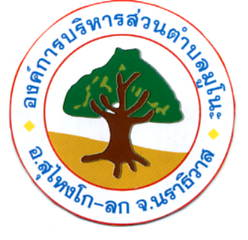 องค์การบริหารส่วนตำบลมูโนะ
อ.สุไหงโก-ลก จ.นราธิวาส